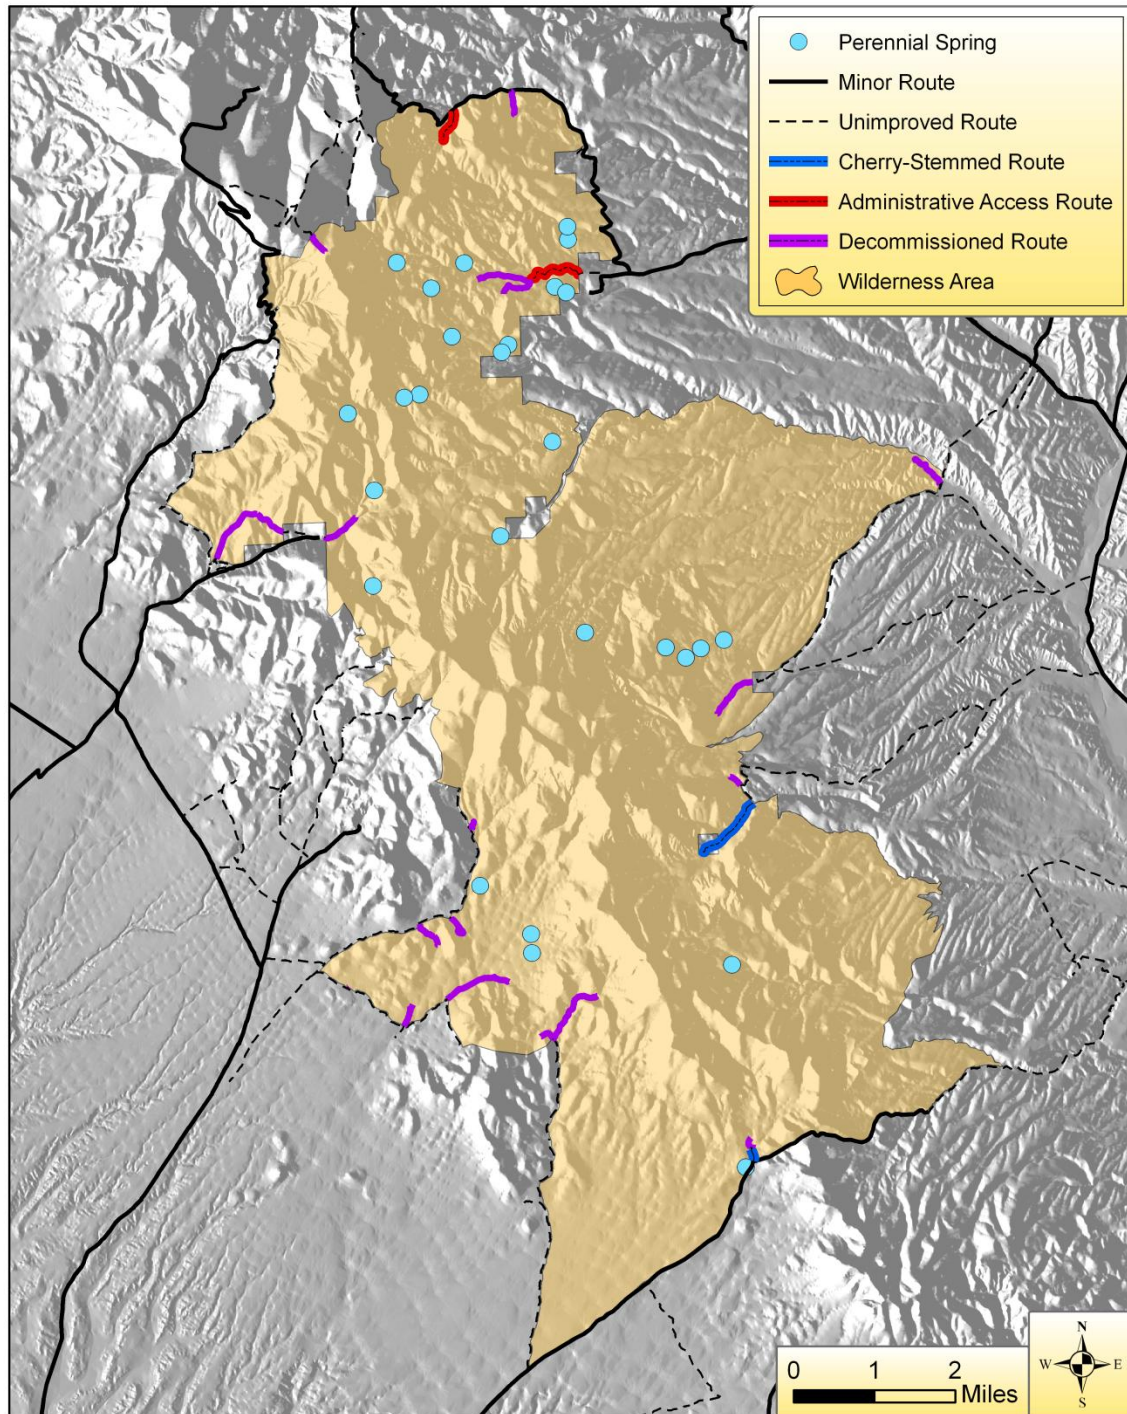 Perennial Spring
Minor Route
Unimproved Route
Cherry-Stemmed Route
Administrative Access Route
Decommissioned Route
Wilderness Area
N
W E
S
0 1 2
Miles